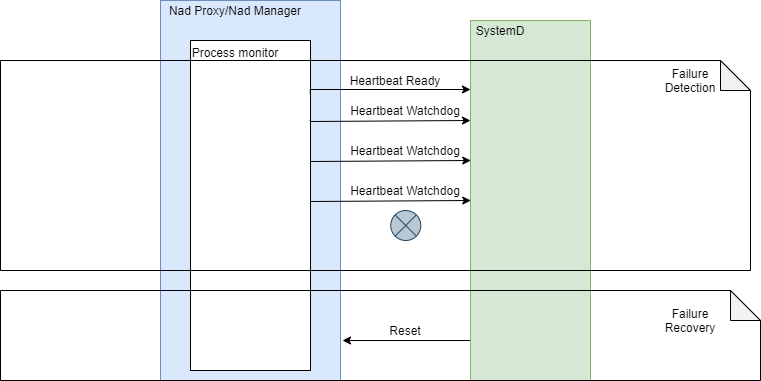 Nad Proxy/Nad Manager
SystemD
Process monitor
Failure
Detection
Heartbeat Ready
Heartbeat Watchdog
Heartbeat Watchdog
Heartbeat Watchdog
Failure
Recovery
Reset